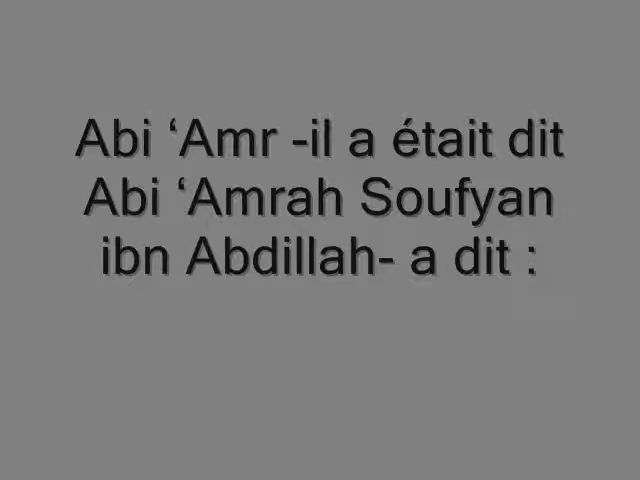 Abi ‘Amr -il a était dit
Abi ‘Amrah Soufyan
ibn Abdillah- a dit :